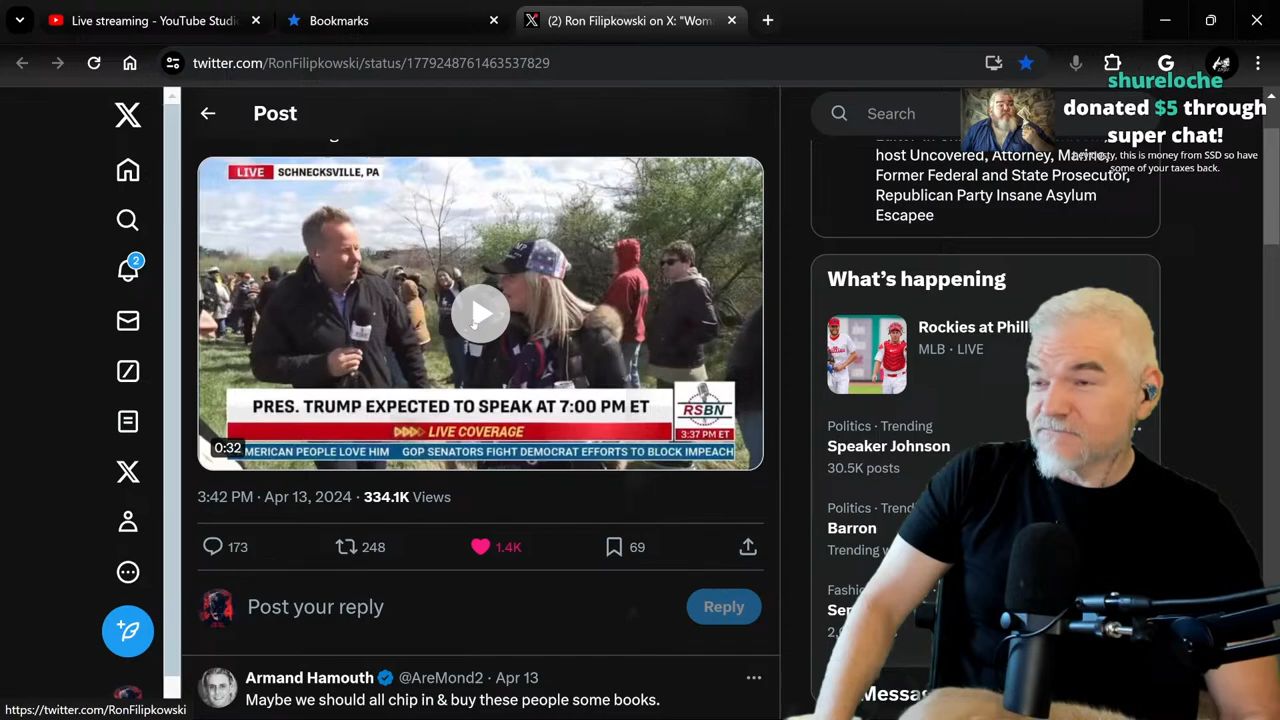 Live streaming - YouTube Studi
Bookmarks
(2) Ron Filipkowski on X: "Wom
twitter.com/RonFilipkowski/status/1779248761463537829
G
shureloche
donated $5 through
super chat!
this is money from SSD so have
some of your taxes back.
Post
Search
host Uncovered, Attorney,
Former Federal and State Prosecutor,
Republican Party Insane Asylum
Escapee
LIVE SCHNECKSVILLE, PA
PRES. TRUMP EXPECTED TO SPEAK AT 7:00 PM ET
LIVE COVERAGE
RSBN
3:37 PM ET
0:32
MERICAN PEOPLE LOVE HIM GOP SENATORS FIGHT DEMOCRAT EFFORTS TO BLOCK IMPEACH
2
3:42 PM · Apr 13, 2024 · 334.1K Views
173 248 1.4K 69
Post your reply
Reply
Armand Hamouth @AreMond2 · Apr 13
Maybe we should all chip in & buy these people some books.
What's happening
Rockies at Philli
MLB · LIVE
Politics · Trending
Speaker Johnson
30.5K posts
Politics · Trend
Barron
Trending w
Fashi
Ser
2,
Messa
https://twitter.com/RonFilipkowski